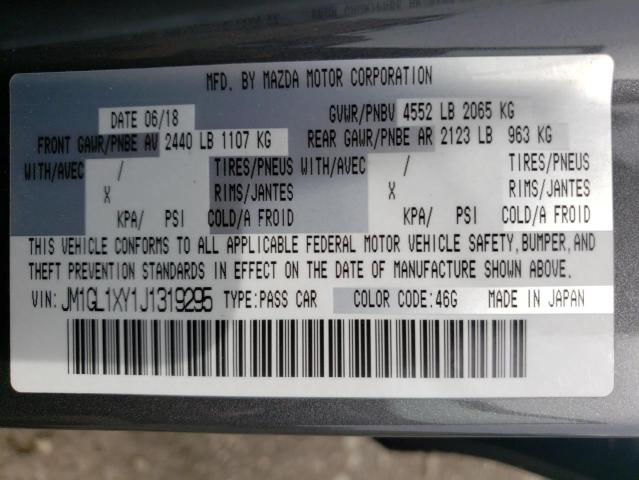 MFD. BY MAZDA MOTOR CORPORATION
DATE 06/18 GVWR/PNBV 4552 LB 2065 KG
FRONT GAWR/PNBE AV 2440 LB 1107 KG REAR GAWR/PNBE AR 2123 LB 963 KG
WITH/AVEC / TIRES/PNEUS WITH/AVEC / TIRES/PNEUS
X RIMS/JANTES X RIMS/JANTES
KPA/ PSI COLD/A FROID KPA/ PSI COLD/A FROID
THIS VEHICLE CONFORMS TO ALL APPLICABLE FEDERAL MOTOR VEHICLE SAFETY,BUMPER,AND
THEFT PREVENTION STANDARDS IN EFFECT ON THE DATE OF MANUFACTURE SHOWN ABOVE.
VIN: JM1GL1XY1J1319295 TYPE:PASS CAR COLOR CODE:46G MADE IN JAPAN